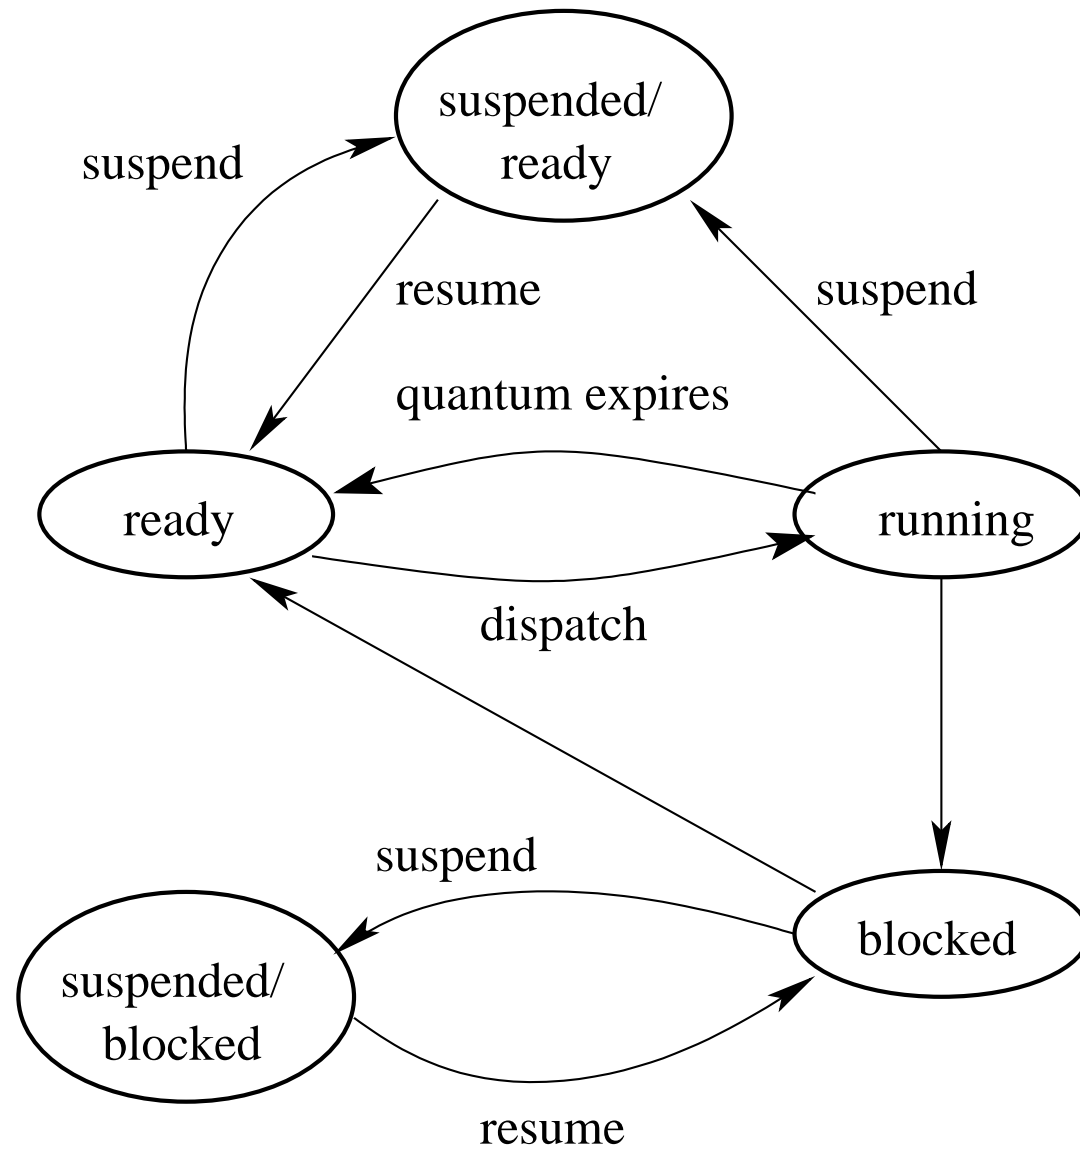 suspended/
ready
suspend
resume
suspend
quantum expires
ready
running
dispatch
suspend
blocked
suspended/
blocked
resume